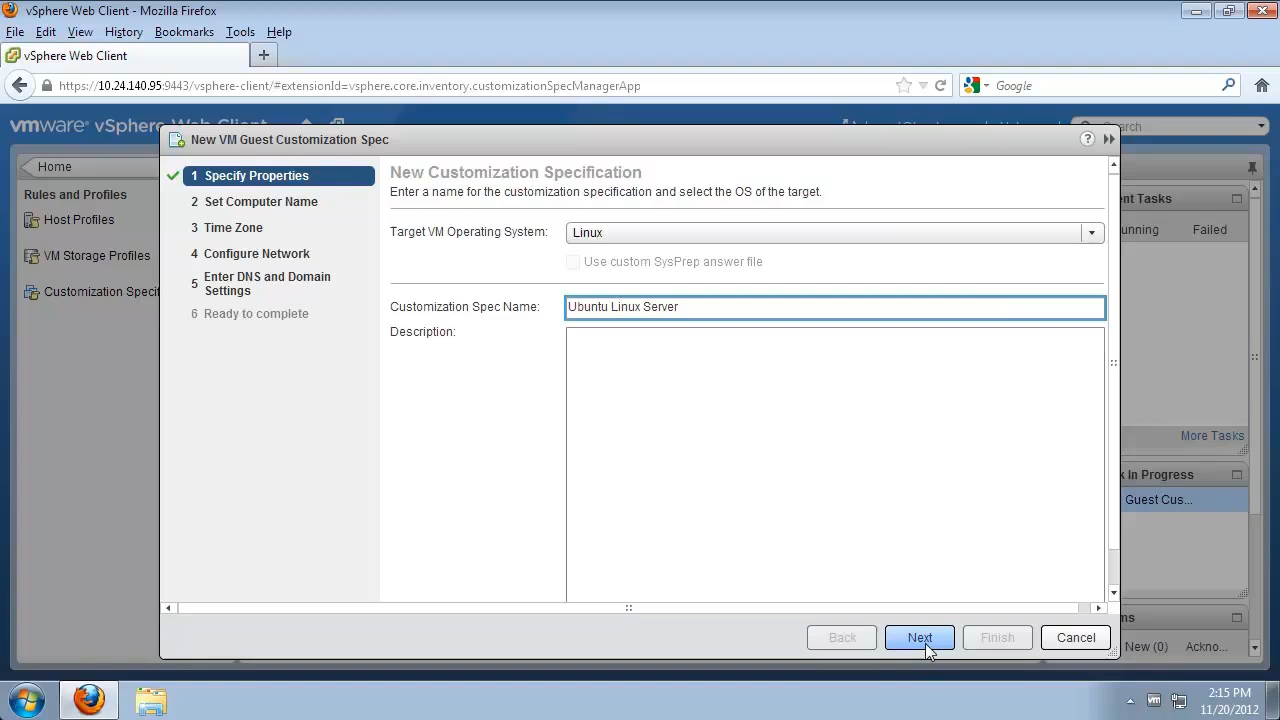 vSphere Web Client - Mozilla Firefox
File Edit View History Bookmarks Tools Help
vSphere Web Client
https://10.24.140.95:9443/vsphere-client/#extensionId=vsphere.core.inventory.customizationSpecManagerApp
Google
vmware vSphere Web Client
Search
New VM Guest Customization Spec
Home
Rules and Profiles
Host Profiles
VM Storage Profiles
Customization Specif
1 Specify Properties
2 Set Computer Name
3 Time Zone
4 Configure Network
5 Enter DNS and Domain
Settings
6 Ready to complete
New Customization Specification
Enter a name for the customization specification and select the OS of the target.
Target VM Operating System: Linux
Use custom SysPrep answer file
Customization Spec Name: Ubuntu Linux Server
Description:
Back Next Finish Cancel
ent Tasks
unning Failed
More Tasks
k In Progress
Guest Cus...
ms
New (0) Ackno...
vm
2:15 PM
11/20/2012